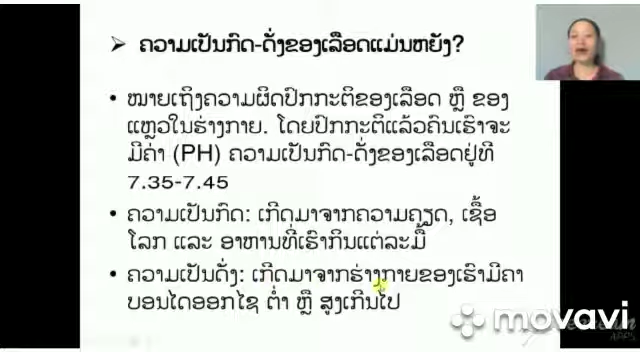 ➤ ຄວາມເປັນກົດ-ດັ່ງຂອງເລືອດແມ່ນຫຍັງ?
• ໝາຍເຖິງຄວາມຜິດປົກກະຕິຂອງເລືອດ ຫຼື ຂອງ
ແຫຼວໃນຮ່າງກາຍ. ໂດຍປົກກະຕິແລ້ວຄົນເຮົາຈະ
ມີຄ່າ (PH) ຄວາມເປັນກົດ-ດັ່ງຂອງເລືອດຢູ່ທີ
7.35-7.45
• ຄວາມເປັນກົດ: ເກີດມາຈາກຄວາມຄຽດ, ເຊື້ອ
ໂລກ ແລະ ອາຫານທີ່ເຮົາກິນແຕ່ລະມື້
• ຄວາມເປັນດັ່ງ: ເກີດມາຈາກຮ່າງກາຍຂອງເຮົາມີຄາ
ບອນໄດອອກໄຊ ຕ່ຳ ຫຼື ສູງເກີນໄປ
movavi